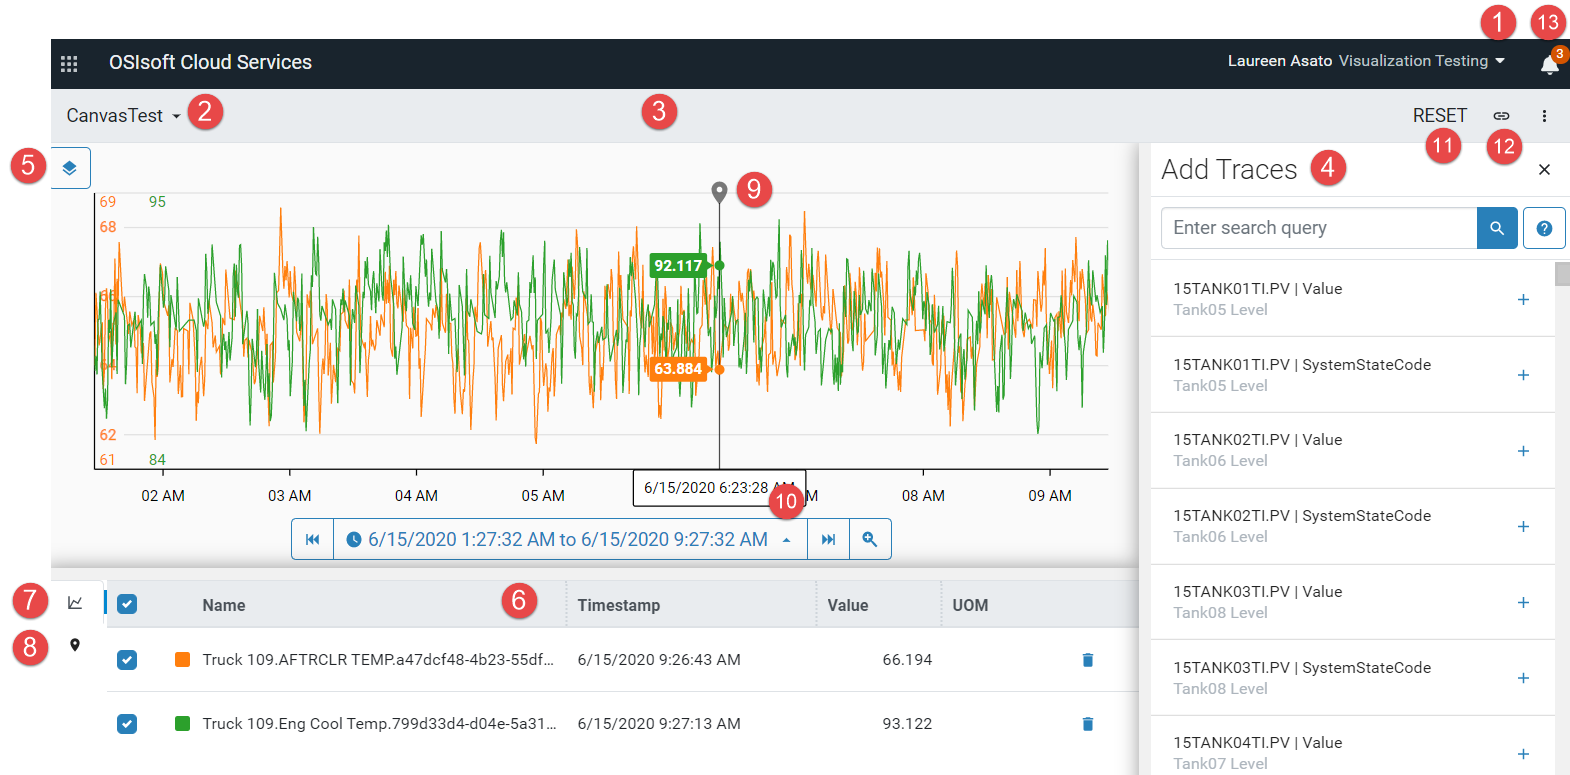 1 13
OSIsoft Cloud Services Laureen Asato Visualization Testing 3
CanvasTest 2 3 RESET
11 12
5 Add Traces 4
9
69 95
68
Enter search query ?
92.117
66
64
63.884
62
61 84
02 AM 03 AM 04 AM 05 AM 6/15/2020 6:23:28 AM 08 AM 09 AM
10
6/15/2020 1:27:32 AM to 6/15/2020 9:27:32 AM
15TANK01TI.PV | Value
Tank05 Level
15TANK01TI.PV | SystemStateCode
Tank05 Level
15TANK02TI.PV | Value
Tank06 Level
15TANK02TI.PV | SystemStateCode
Tank06 Level
15TANK03TI.PV | Value
Tank08 Level
15TANK03TI.PV | SystemStateCode
Tank08 Level
15TANK04TI.PV | Value
Tank07 Level
7 Name 6 Timestamp Value UOM
8
Truck 109.AFTRCLR TEMP.a47dcf48-4b23-55df... 6/15/2020 9:26:43 AM 66.194
Truck 109.Eng Cool Temp.799d33d4-d04e-5a31... 6/15/2020 9:27:13 AM 93.122